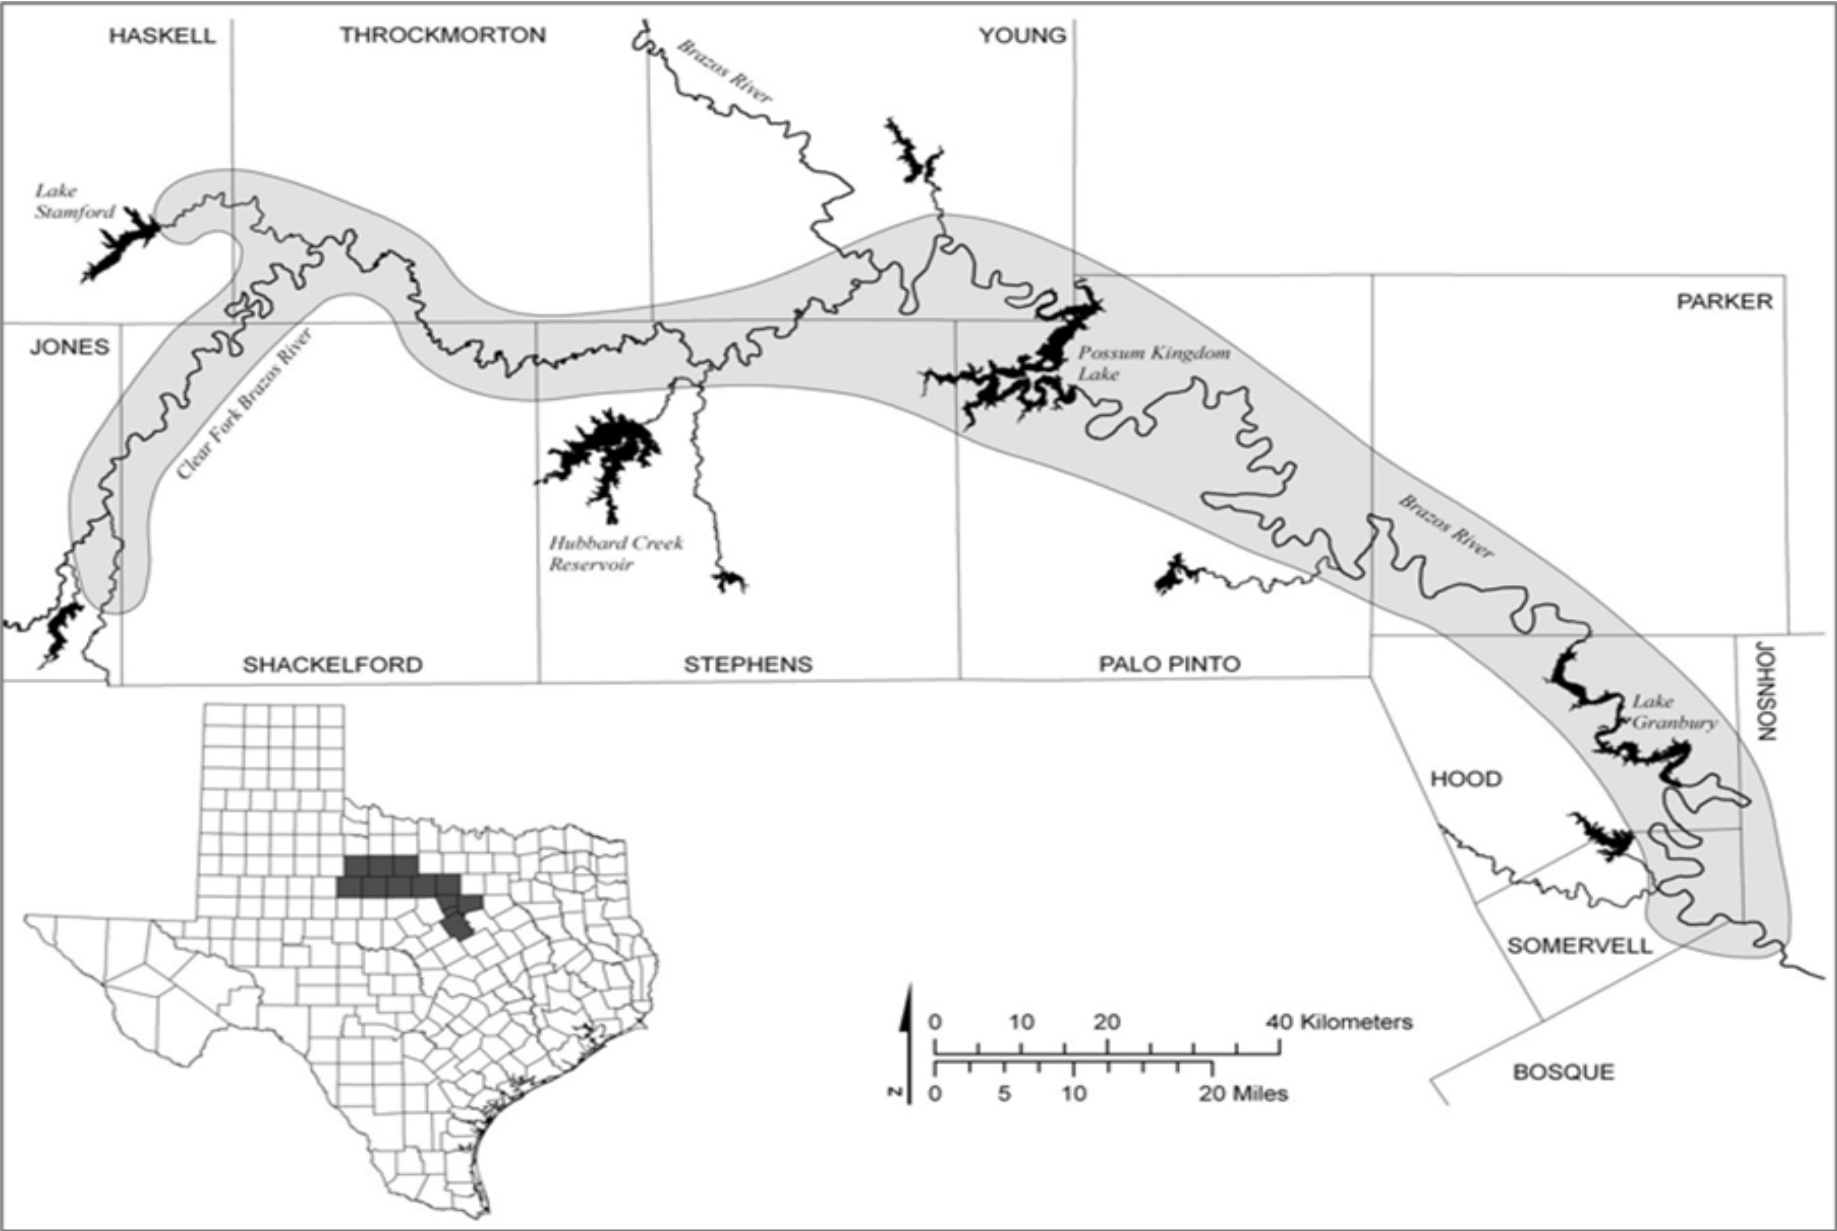 HASKELL
THROCKMORTON
YOUNG
Brazos River
Lake
Stamford
PARKER
JONES
Possum Kingdom
Lake
Clear Fork Brazos River
Brazos River
Hubbard Creek
Reservoir
SHACKELFORD
STEPHENS
PALO PINTO
JOHNSON
Lake
Granbury
HOOD
SOMERVELL
BOSQUE
N
0 10 20 40 Kilometers
0 5 10 20 Miles